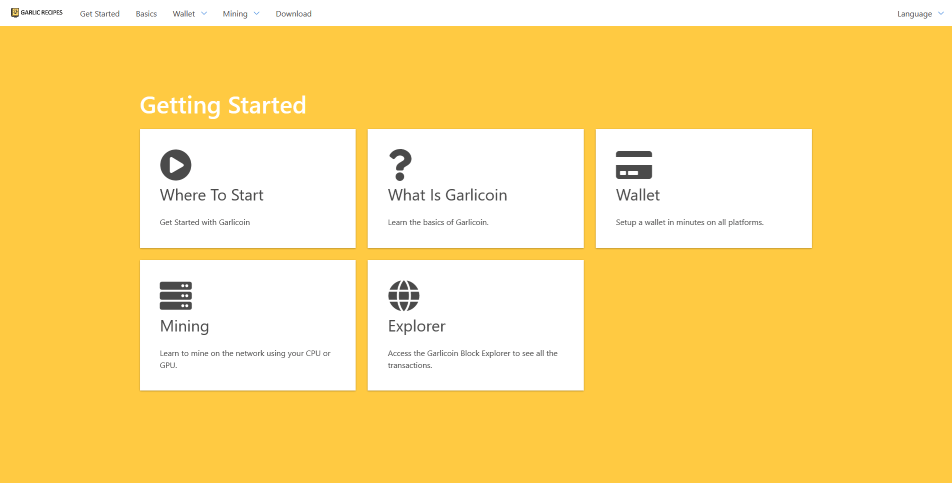 GARLIC RECIPES
Get Started
Basics
Wallet
Mining
Download
Language
Getting Started
Where To Start
Get Started with Garlicoin
What Is Garlicoin
Learn the basics of Garlicoin.
Wallet
Setup a wallet in minutes on all platforms.
Mining
Learn to mine on the network using your CPU or
GPU.
Explorer
Access the Garlicoin Block Explorer to see all the
transactions.